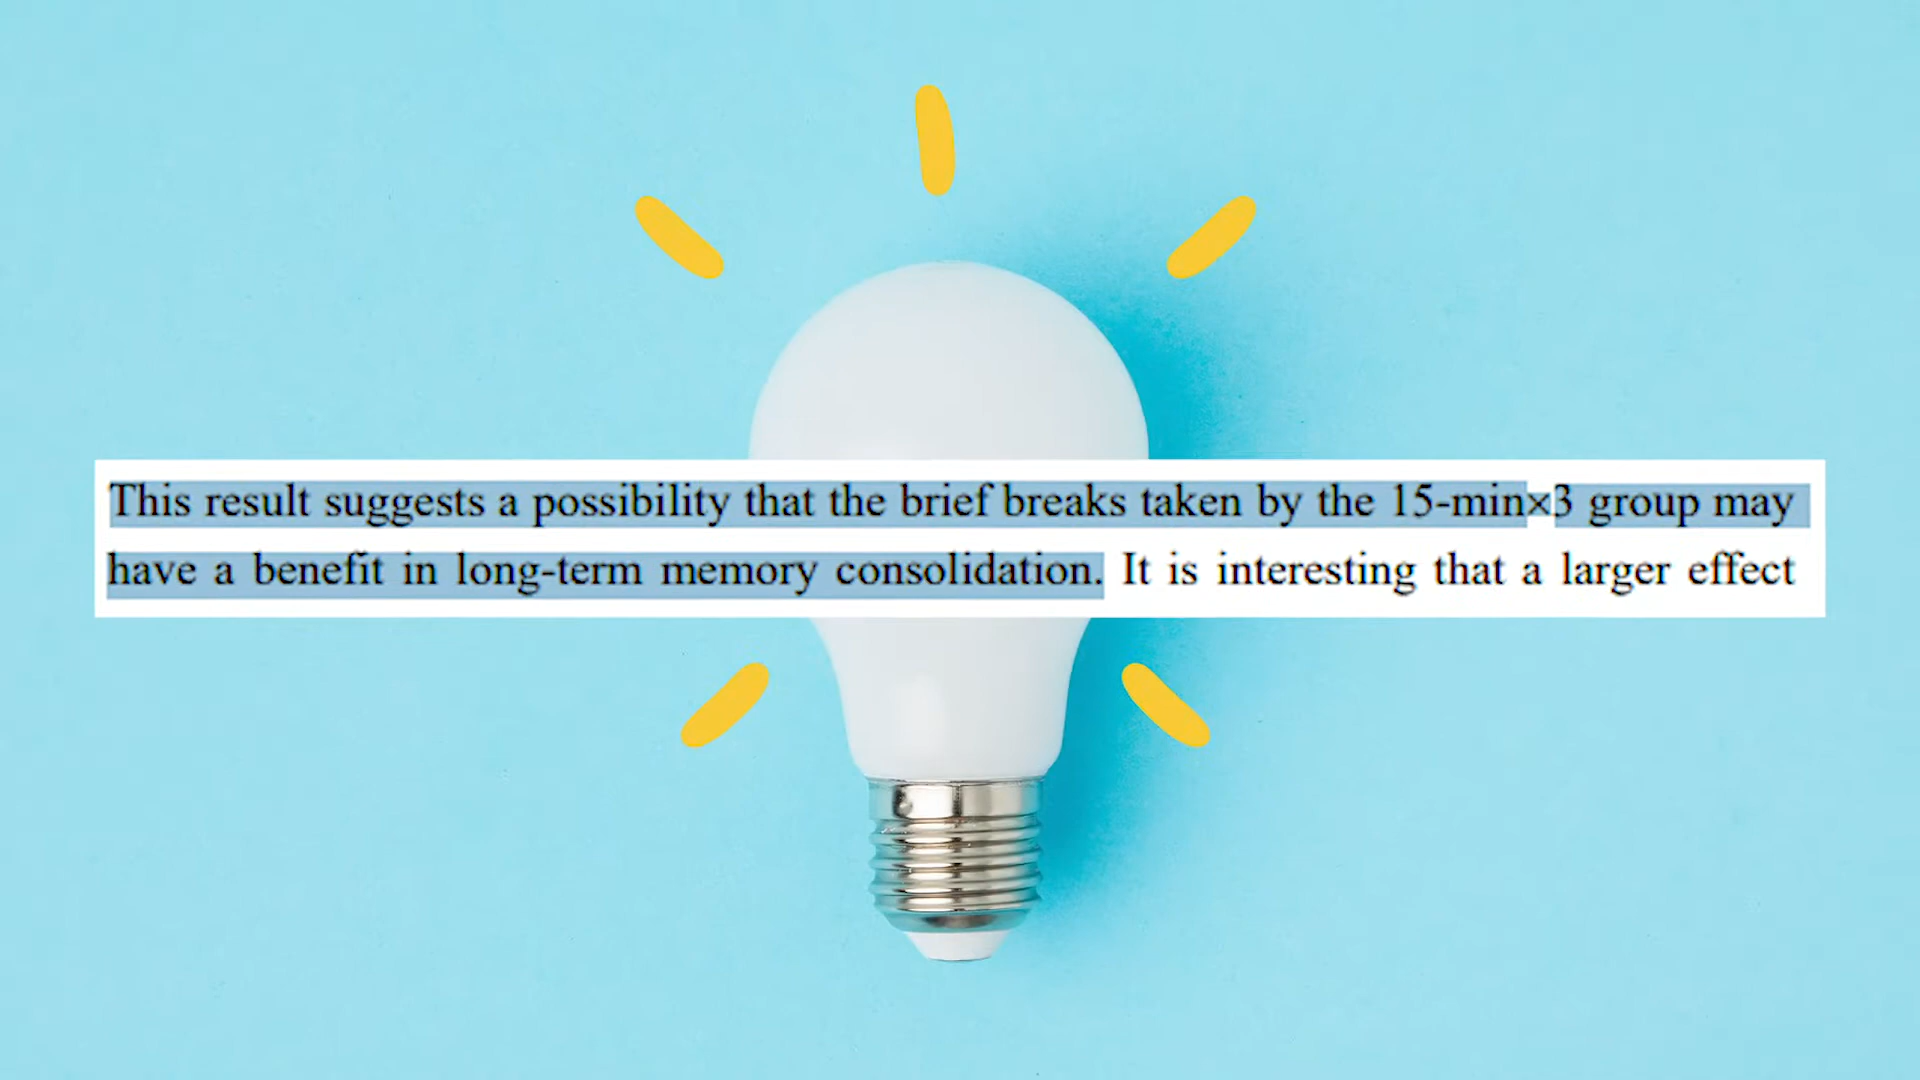 This result suggests a possibility that the brief breaks taken by the 15-min×3 group may
have a benefit in long-term memory consolidation. It is interesting that a larger effect